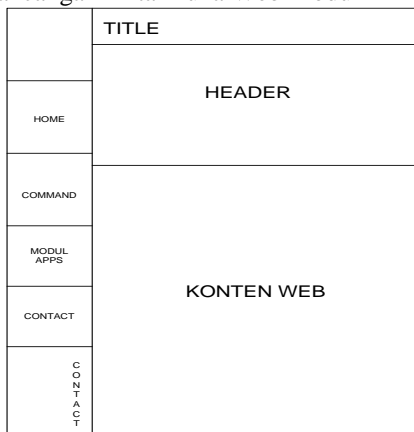 TITLE
HEADER
HOME
COMMAND
MODUL
APPS
KONTEN WEB
CONTACT
C
O
N
T
A
C
T